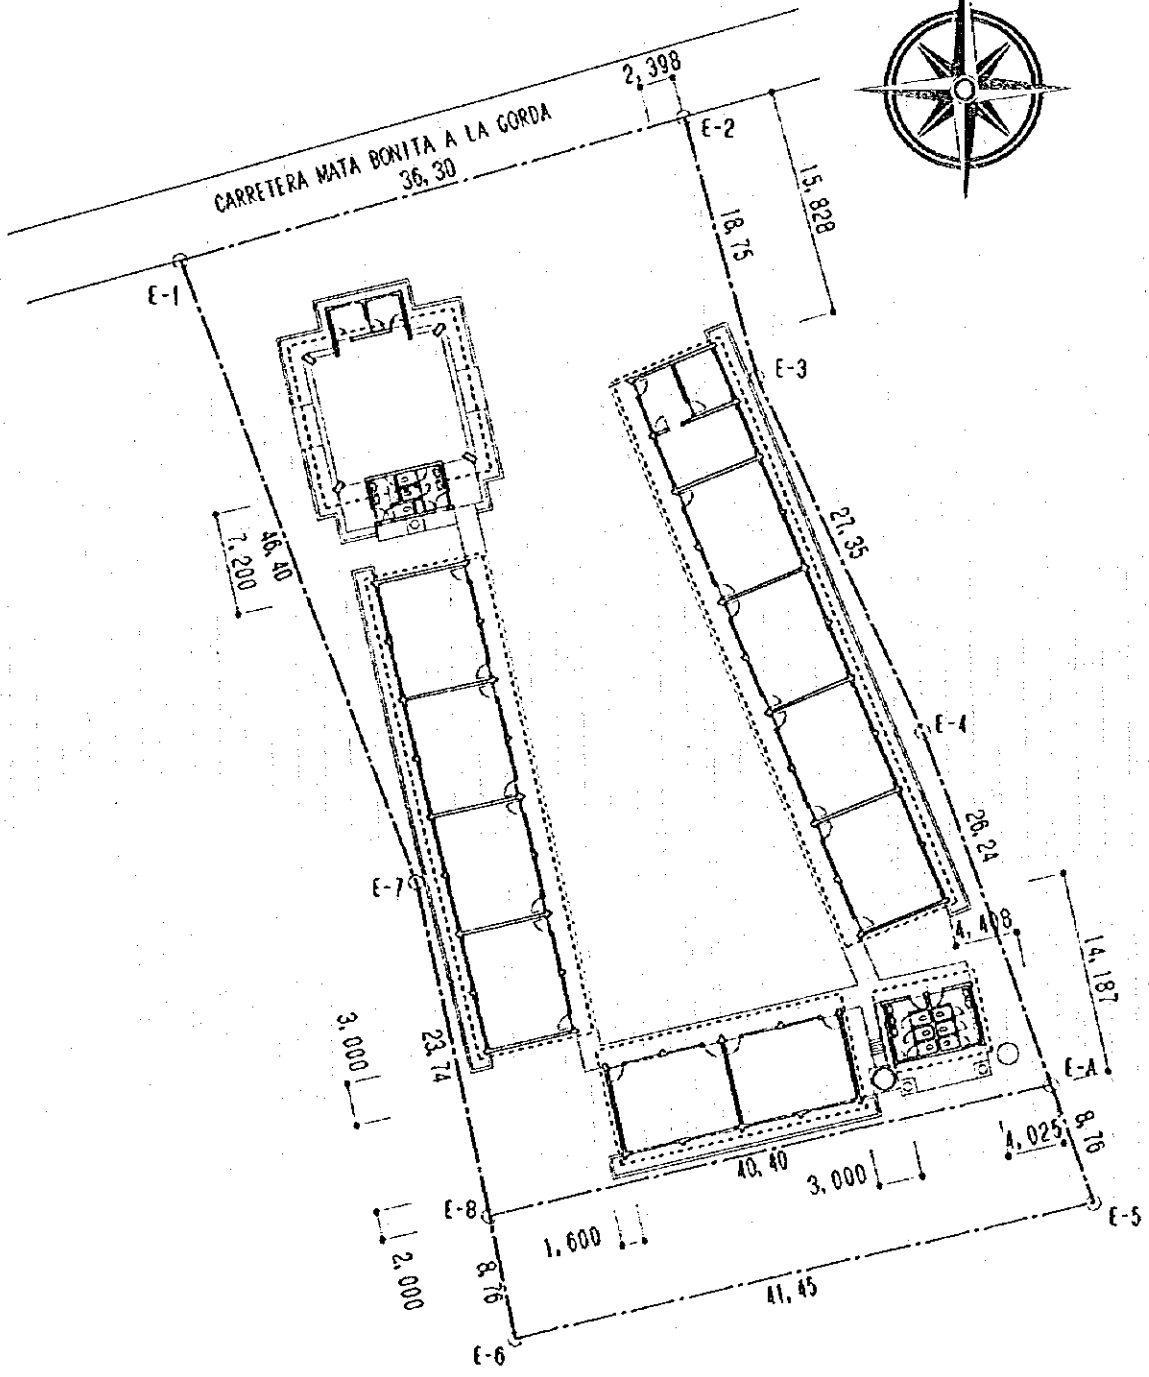 2,398
E-2
CARRETERA MATA BONITA A LA GORDA
36,30
15,828
18,75
E-1
E-3
27,35
46,40
7,200
E-4
26,24
E-7
4,408
14,187
3,000
23,74
E-A
8,76
4,025
40,40
3,000
E-8
E-5
1,600
2,000
8,76
41,45
E-6